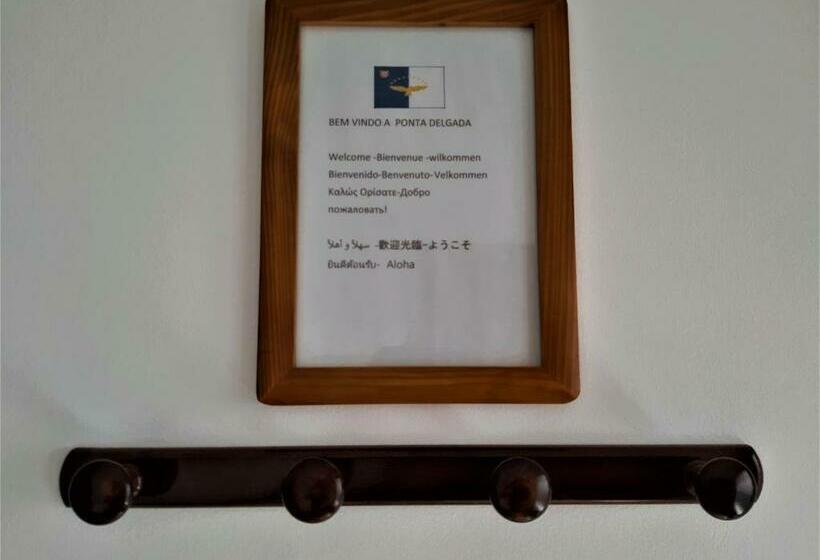 BEM VINDO A PONTA DELGADA
Welcome -Bienvenue -wilkommen
Bienvenido-Benvenuto-Velkommen
Καλώς Ορίσατε-Добро
пожаловать!
سهلا و أهلا -歡迎光臨-ようこそ
ยินดีต้อนรับ- Aloha